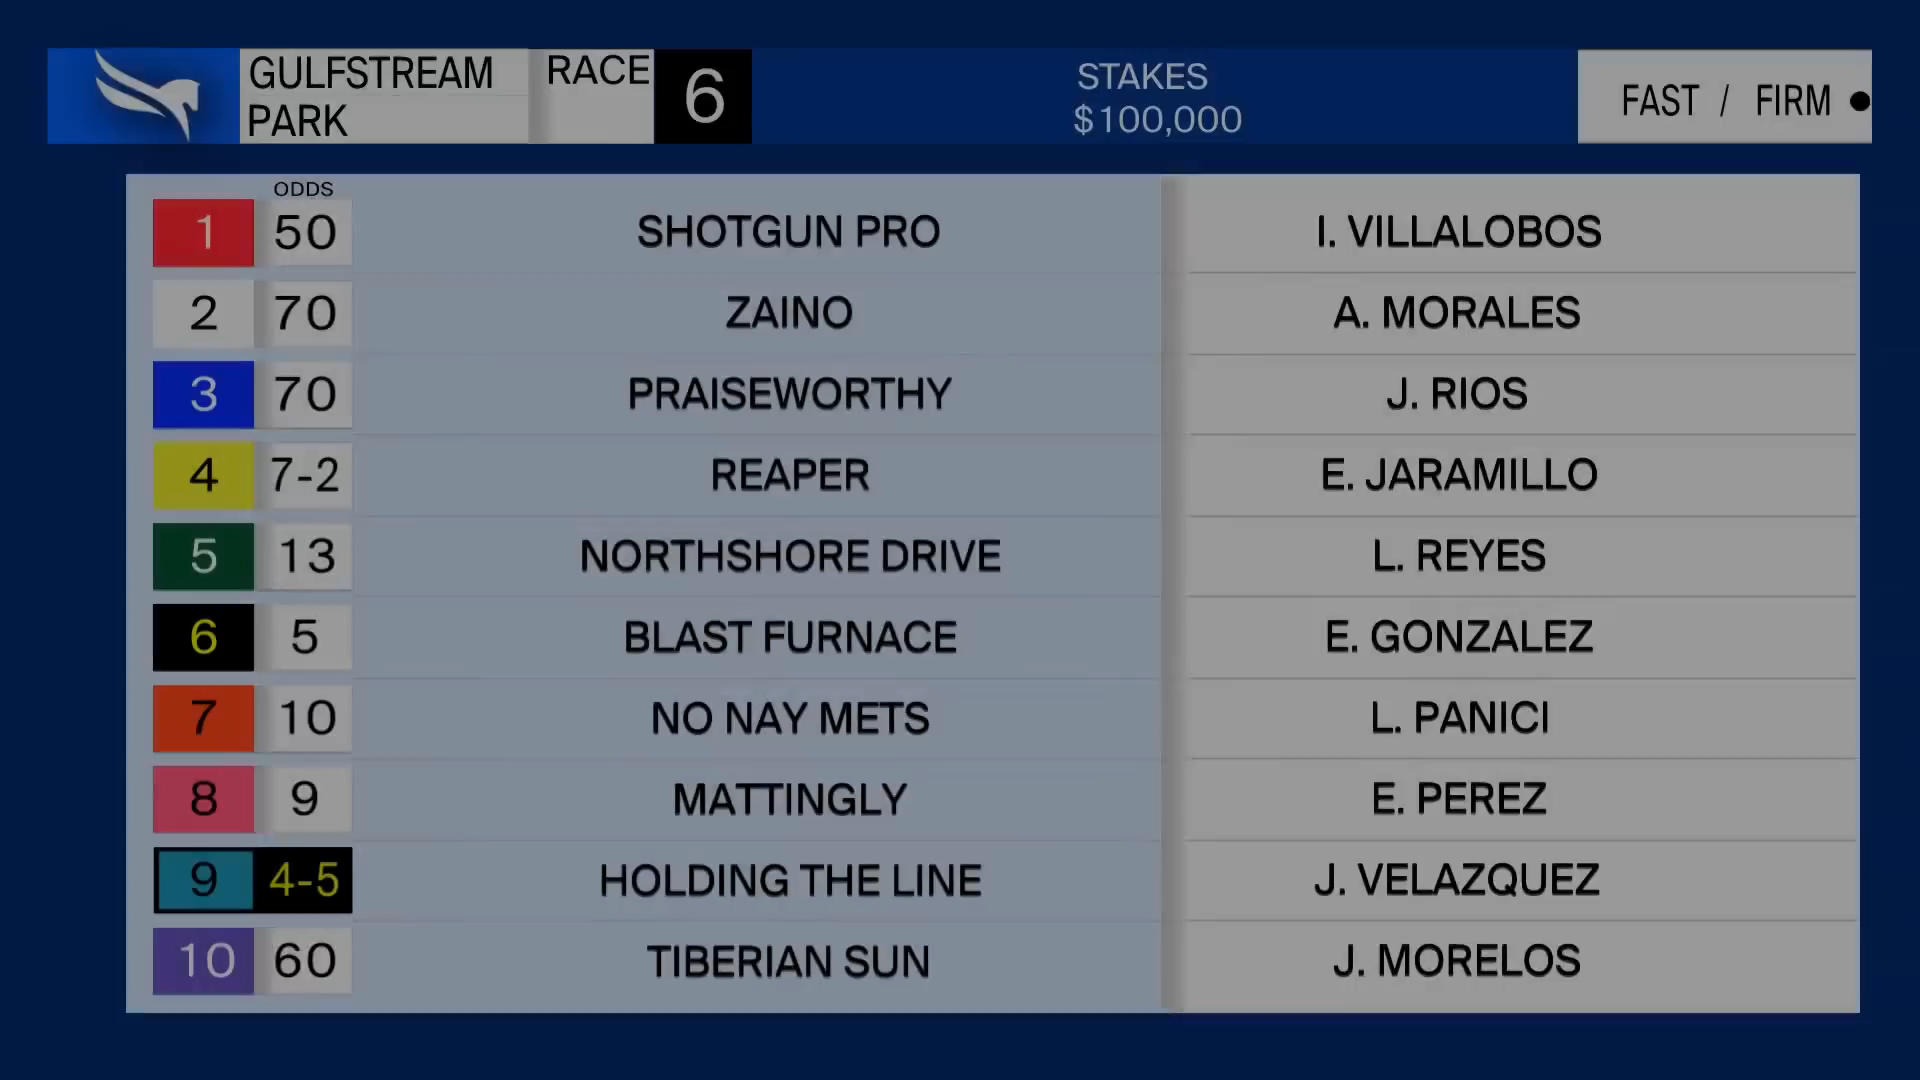 GULFSTREAM PARK RACE 6 STAKES $100,000 FAST / FIRM
ODDS
1 50 SHOTGUN PRO I. VILLALOBOS
2 70 ZAINO A. MORALES
3 70 PRAISEWORTHY J. RIOS
4 7-2 REAPER E. JARAMILLO
5 13 NORTHSHORE DRIVE L. REYES
6 5 BLAST FURNACE E. GONZALEZ
7 10 NO NAY METS L. PANICI
8 9 MATTINGLY E. PEREZ
9 4-5 HOLDING THE LINE J. VELAZQUEZ
10 60 TIBERIAN SUN J. MORELOS